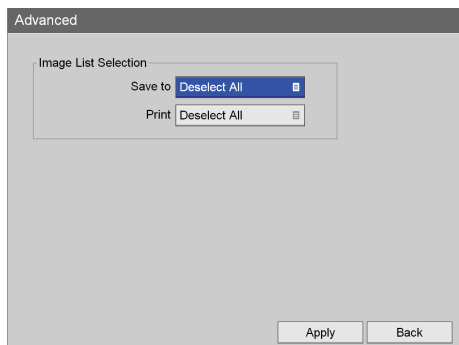 Advanced
Image List Selection
Save to Deselect All
Print Deselect All
Apply Back